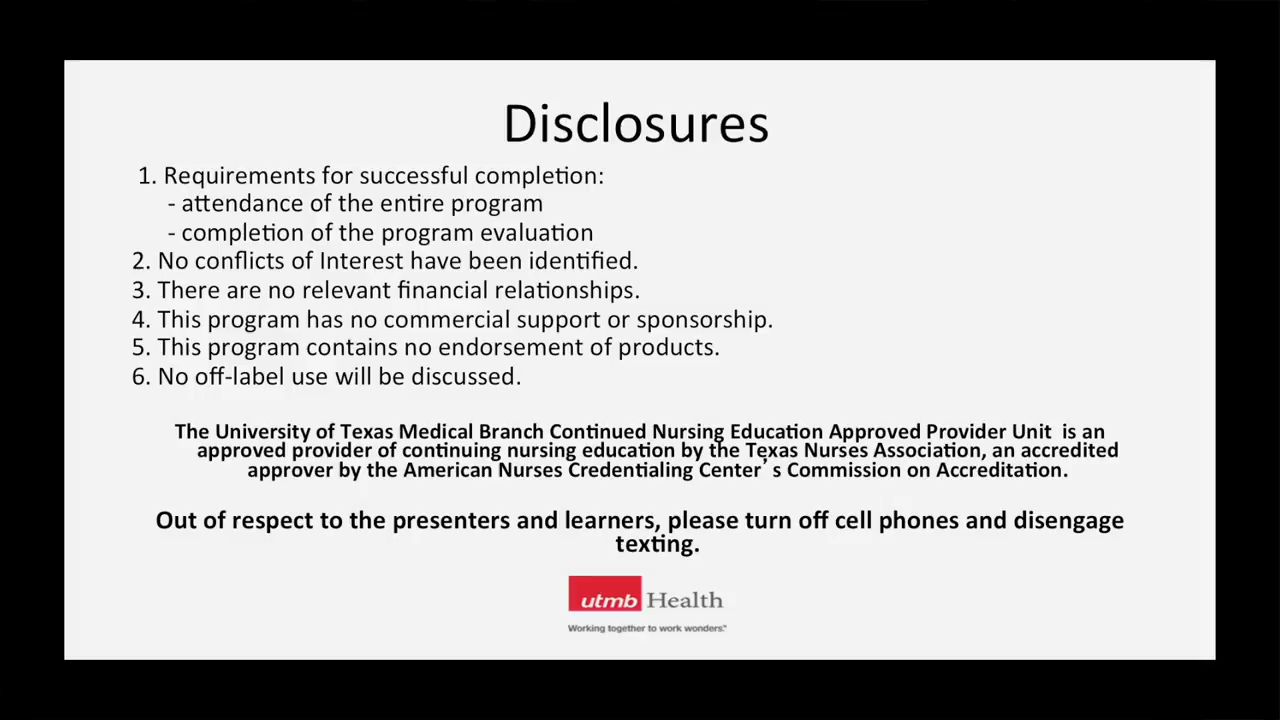 Disclosures
1. Requirements for successful completion:
- attendance of the entire program
- completion of the program evaluation
2. No conflicts of Interest have been identified.
3. There are no relevant financial relationships.
4. This program has no commercial support or sponsorship.
5. This program contains no endorsement of products.
6. No off-label use will be discussed.
The University of Texas Medical Branch Continued Nursing Education Approved Provider Unit is an
approved provider of continuing nursing education by the Texas Nurses Association, an accredited
approver by the American Nurses Credentialing Center's Commission on Accreditation.
Out of respect to the presenters and learners, please turn off cell phones and disengage
texting.
utmb Health
Working together to work wonders.™